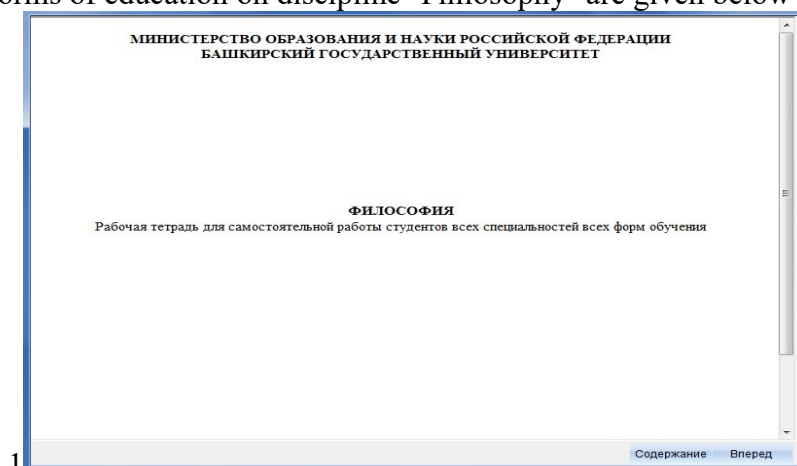 orms of education on discipline "Philosophy" are given below
МИНИСТЕРСТВО ОБРАЗОВАНИЯ И НАУКИ РОССИЙСКОЙ ФЕДЕРАЦИИ
БАШКИРСКИЙ ГОСУДАРСТВЕННЫЙ УНИВЕРСИТЕТ
ФИЛОСОФИЯ
Рабочая тетрадь для самостоятельной работы студентов всех специальностей всех форм обучения
Содержание Вперед
1